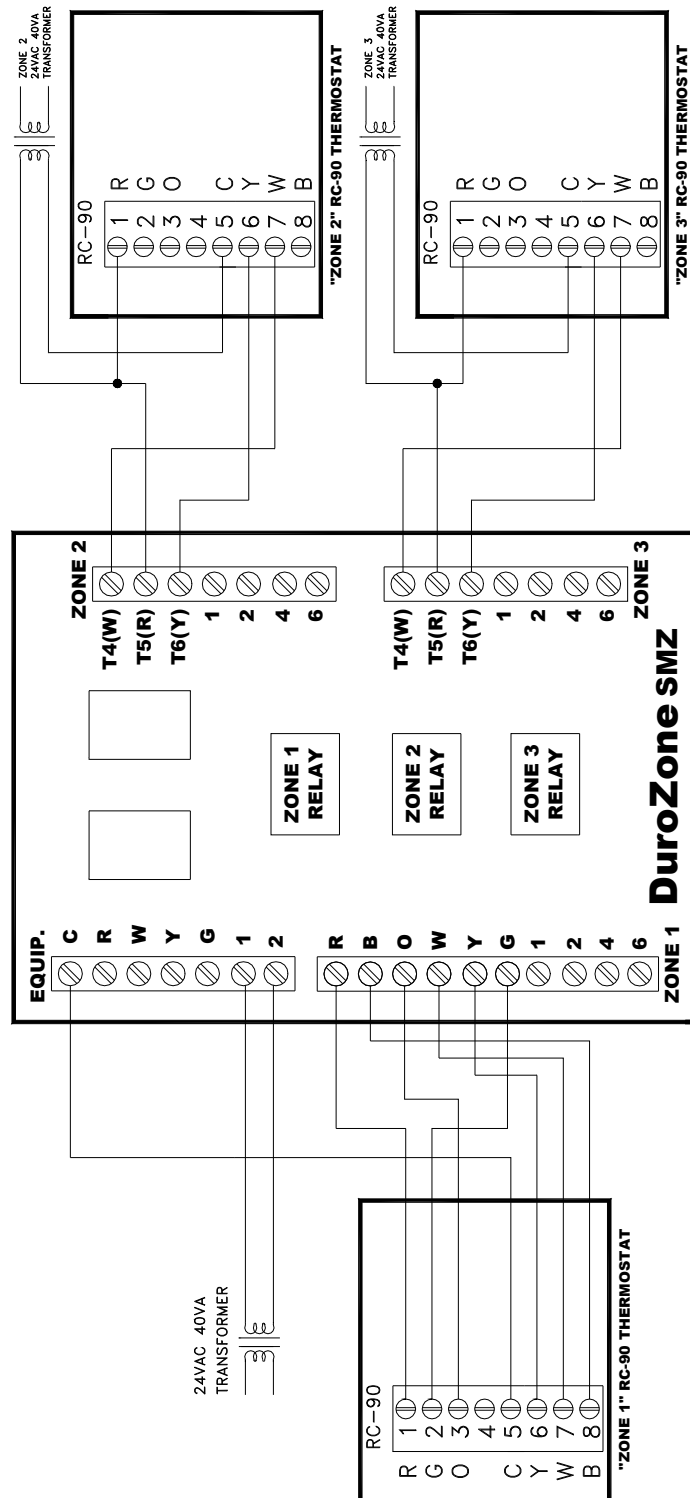 ZONE 2
24VAC 40VA
TRANSFORMER
RC-90
1 R
2 G
3 O
4
5 C
6 Y
7 W
8 B
"ZONE 2" RC-90 THERMOSTAT
ZONE 3
24VAC 40VA
TRANSFORMER
RC-90
1 R
2 G
3 O
4
5 C
6 Y
7 W
8 B
"ZONE 3" RC-90 THERMOSTAT
ZONE 2
T4(W)
T5(R)
T6(Y)
1
2
4
6
T4(W)
T5(R)
T6(Y)
1
2
4
6
ZONE 3
ZONE 1
RELAY
ZONE 2
RELAY
ZONE 3
RELAY
DuroZone SMZ
EQUIP.
C
R
W
Y
G
1
2
R
B
O
W
Y
G
1
2
4
6
ZONE 1
24VAC 40VA
TRANSFORMER
RC-90
R 1
G 2
O 3
4
C 5
Y 6
W 7
B 8
"ZONE 1" RC-90 THERMOSTAT